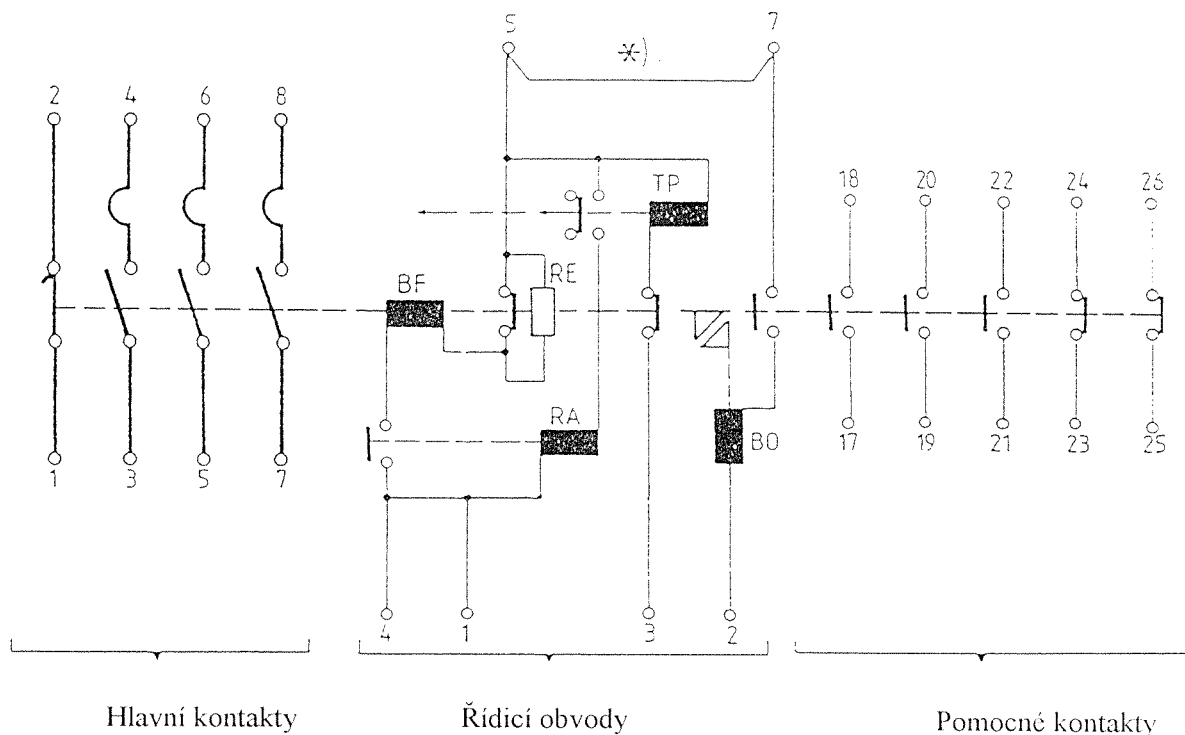 5 7
*)
2 4 6 8
TP
18 20 22 24 26
RE
BF
RA
BO
17 19 21 23 25
1 3 5 7
4 1 3 2
Hlavní kontakty
Řídicí obvody
Pomocné kontakty